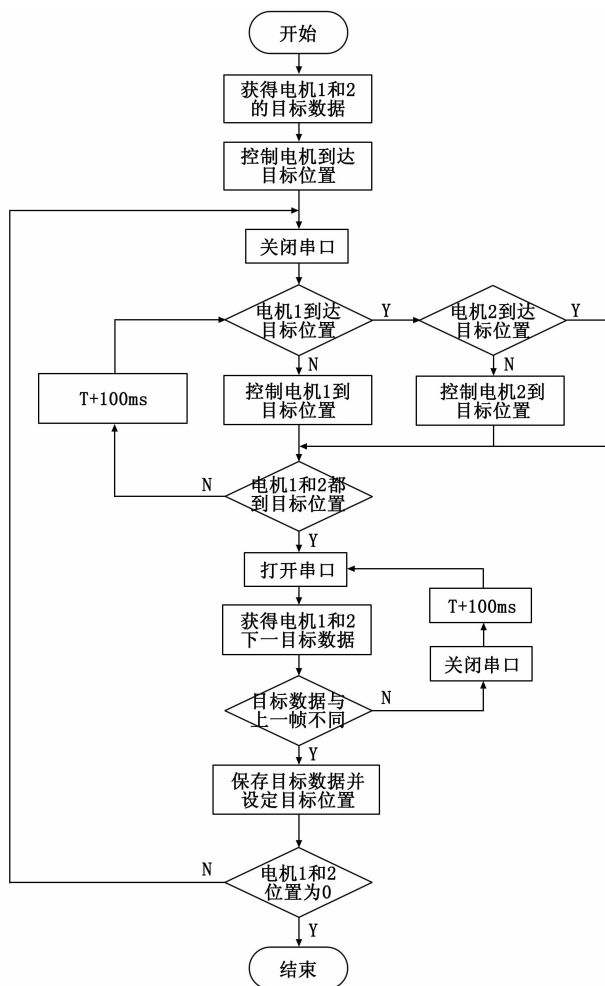 开始
获得电机1和2
的目标数据
控制电机到达
目标位置
关闭串口
电机1到达
目标位置
Y
电机2到达
目标位置
Y
N
N
T+100ms
控制电机1到
目标位置
控制电机2到
目标位置
N
电机1和2都
到目标位置
Y
打开串口
T+100ms
获得电机1和2
下一目标数据
关闭串口
目标数据与
上一帧不同
N
Y
保存目标数据并
设定目标位置
N
电机1和2
位置为0
Y
结束